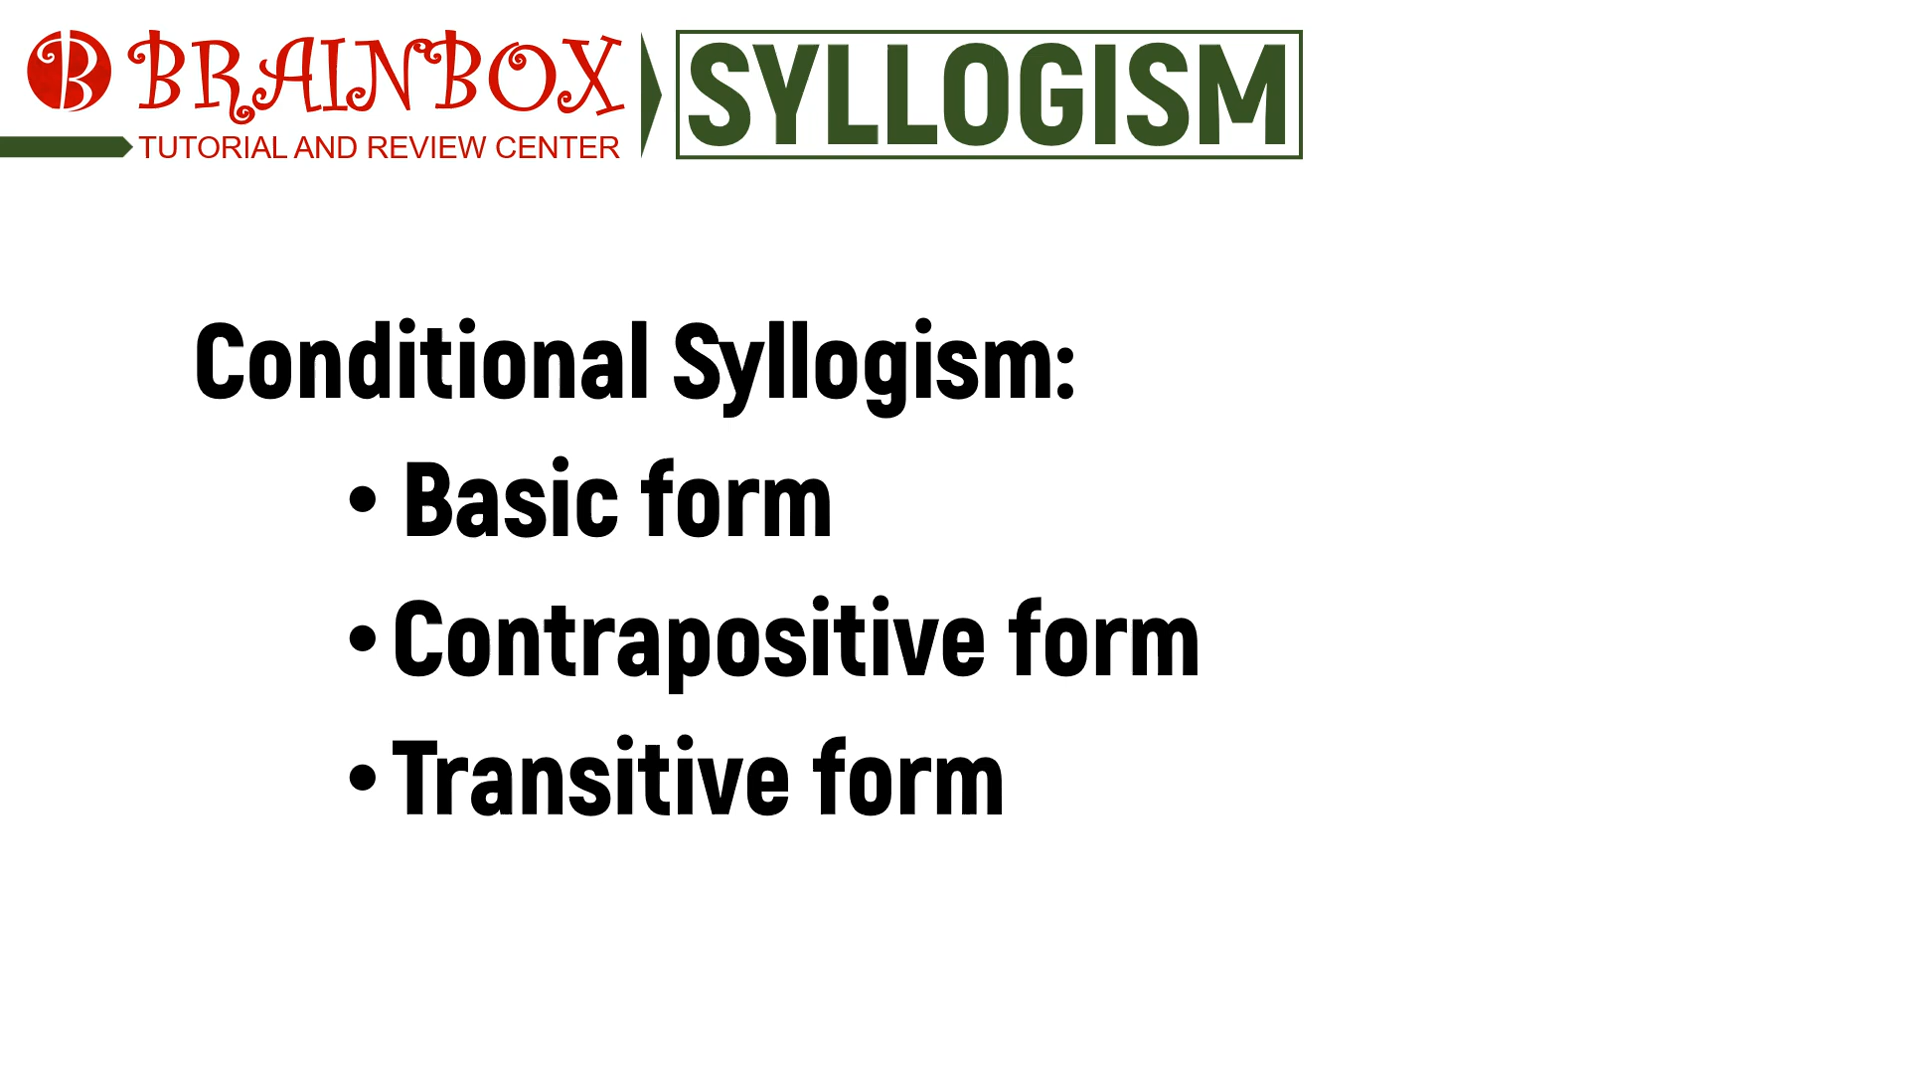 B BRAINBOX
TUTORIAL AND REVIEW CENTER
SYLLOGISM
Conditional Syllogism:
• Basic form
• Contrapositive form
• Transitive form